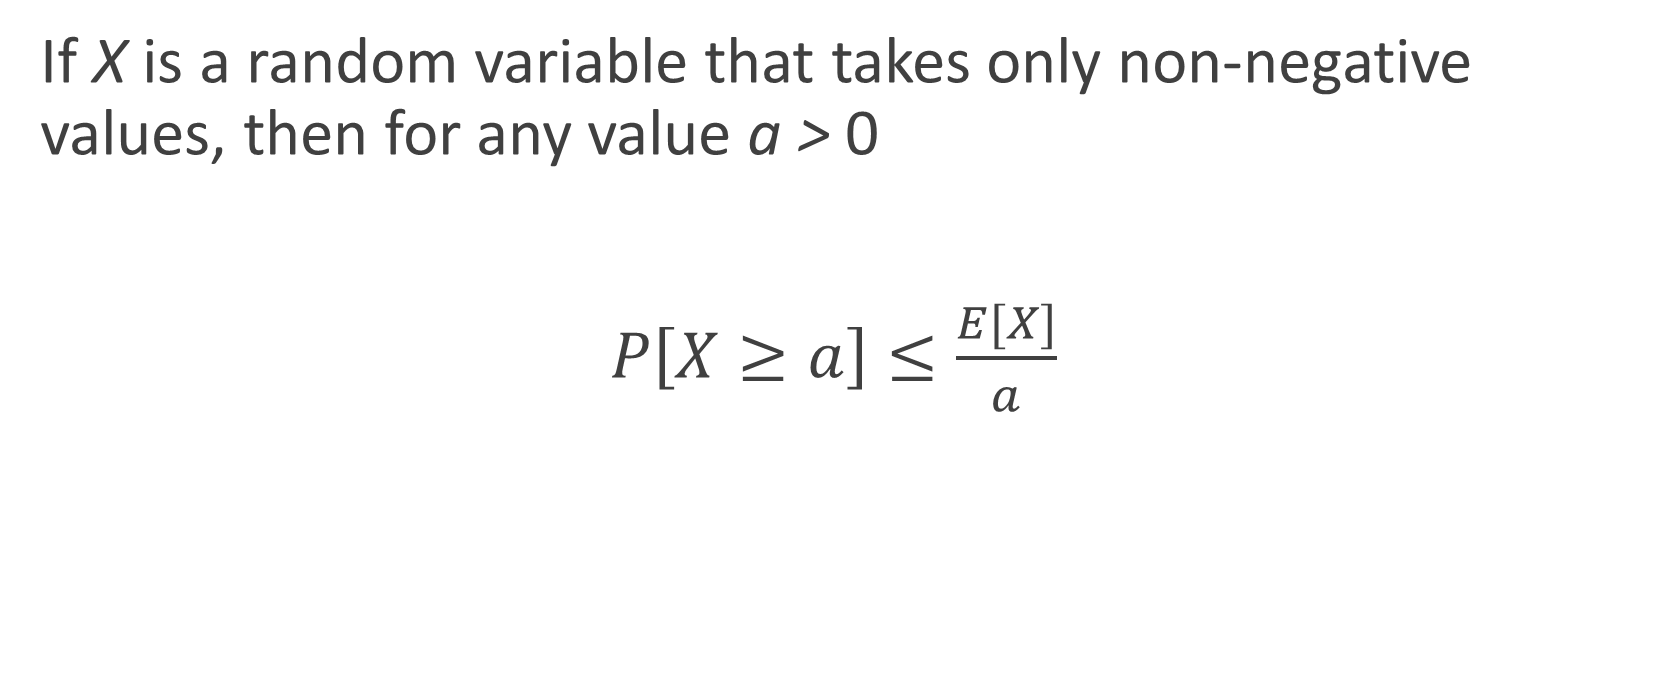 If X is a random variable that takes only non-negative
values, then for any value a > 0
P[X ≥ a] ≤ E[X]/a